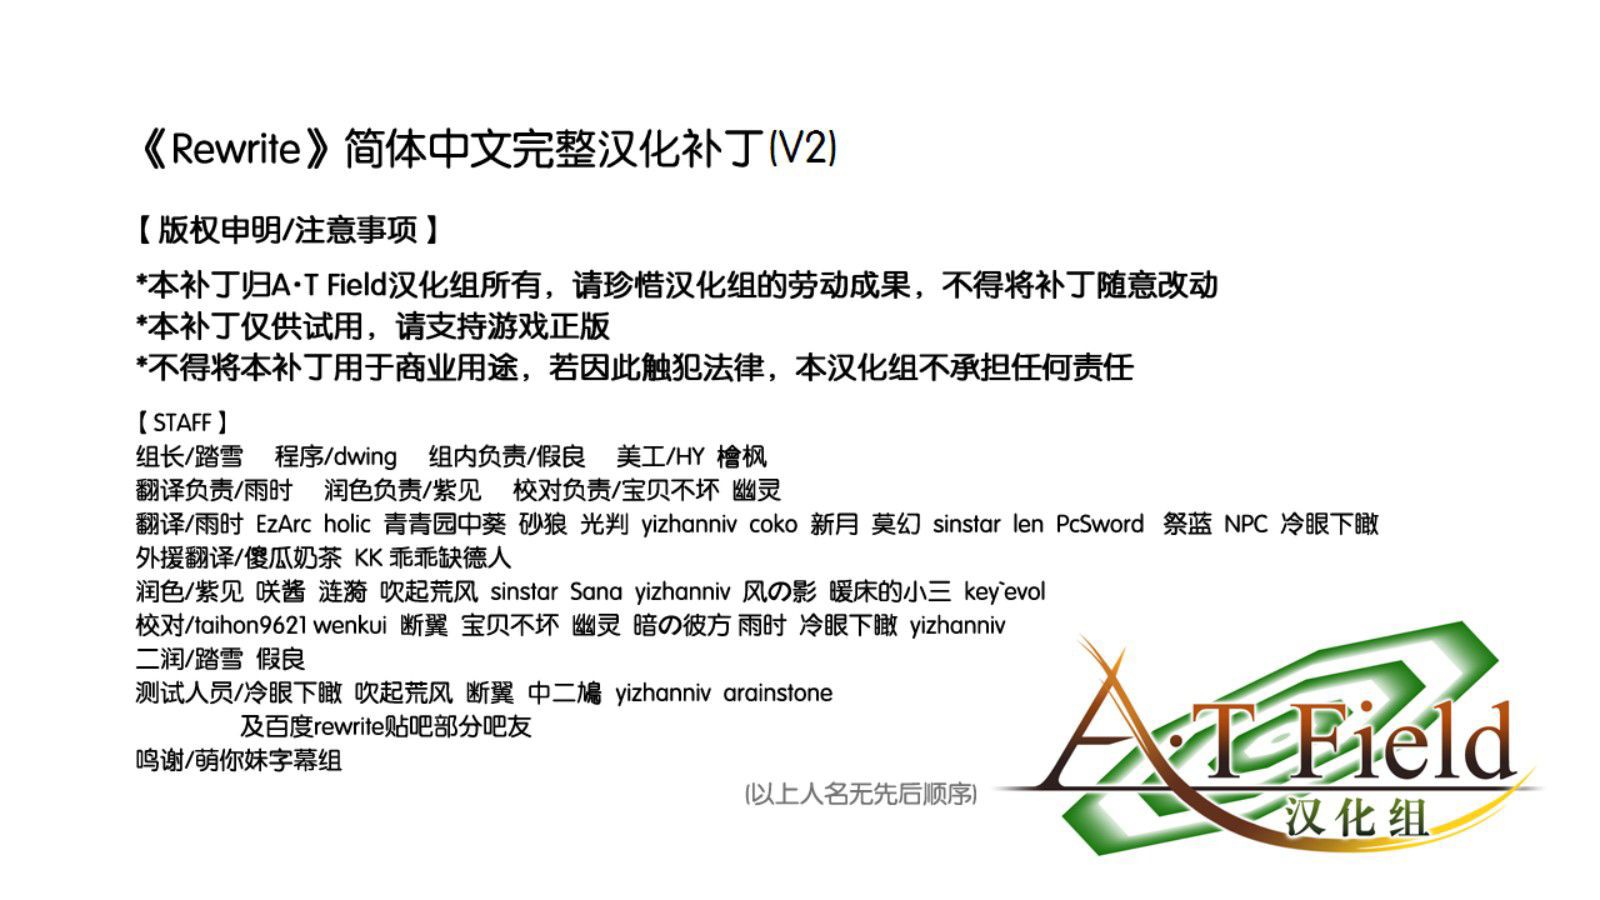 《Rewrite》简体中文完整汉化补丁(V2)
【版权申明/注意事项】
*本补丁归A·T Field汉化组所有，请珍惜汉化组的劳动成果，不得将补丁随意改动
*本补丁仅供试用，请支持游戏正版
*不得将本补丁用于商业用途，若因此触犯法律，本汉化组不承担任何责任
【STAFF】
组长/踏雪 程序/dwing 组内负责/假良 美工/HY 檜枫
翻译负责/雨时 润色负责/紫见 校对负责/宝贝不坏 幽灵
翻译/雨时 EzArc holic 青青园中葵 砂狼 光判 yizhanniv coko 新月 莫幻 sinstar len PcSword 祭蓝 NPC 冷眼下瞰
外援翻译/傻瓜奶茶 KK 乖乖缺德人
润色/紫见 咲酱 涟漪 吹起荒风 sinstar Sana yizhanniv 风の影 暖床的小三 key`evol
校对/taihon9621 wenkui 断翼 宝贝不坏 幽灵 暗の彼方 雨时 冷眼下瞰 yizhanniv
二润/踏雪 假良
测试人员/冷眼下瞰 吹起荒风 断翼 中二鳩 yizhanniv arainstone
及百度rewrite贴吧部分吧友
鸣谢/萌你妹字幕组
(以上人名无先后顺序)
A·T Field
汉化组